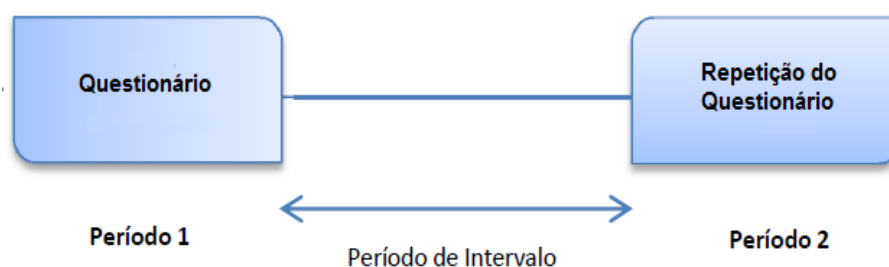 Questionário
Repetição do
Questionário
Período 1
Período de Intervalo
Período 2